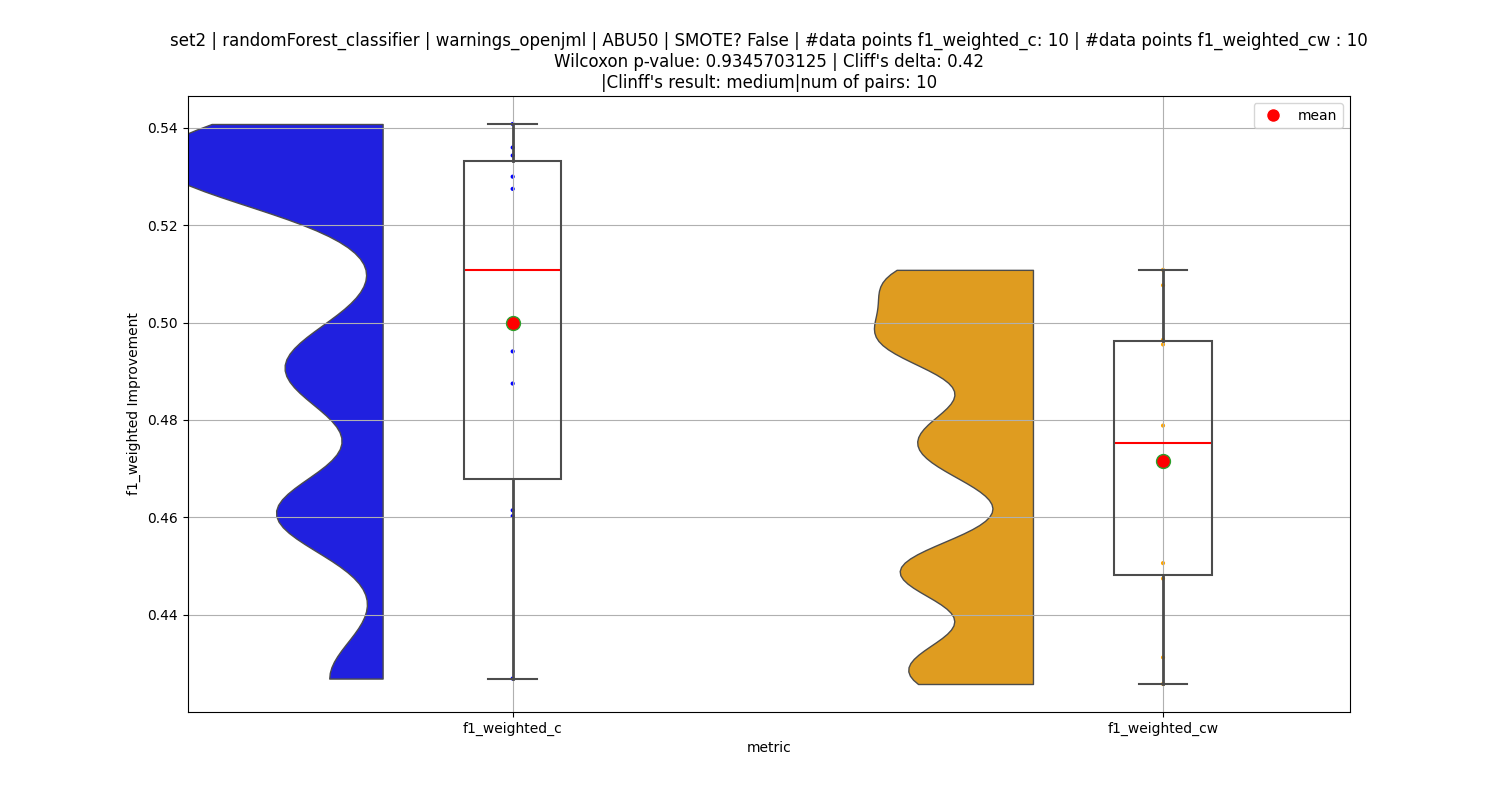 set2 | randomForest_classifier | warnings_openjml | ABU50 | SMOTE? False | #data points f1_weighted_c: 10 | #data points f1_weighted_cw : 10
Wilcoxon p-value: 0.9345703125 | Cliff's delta: 0.42
|Clinff's result: medium|num of pairs: 10
mean
0.54
0.52
0.50
0.48
0.46
0.44
f1_weighted Improvement
f1_weighted_c
f1_weighted_cw
metric